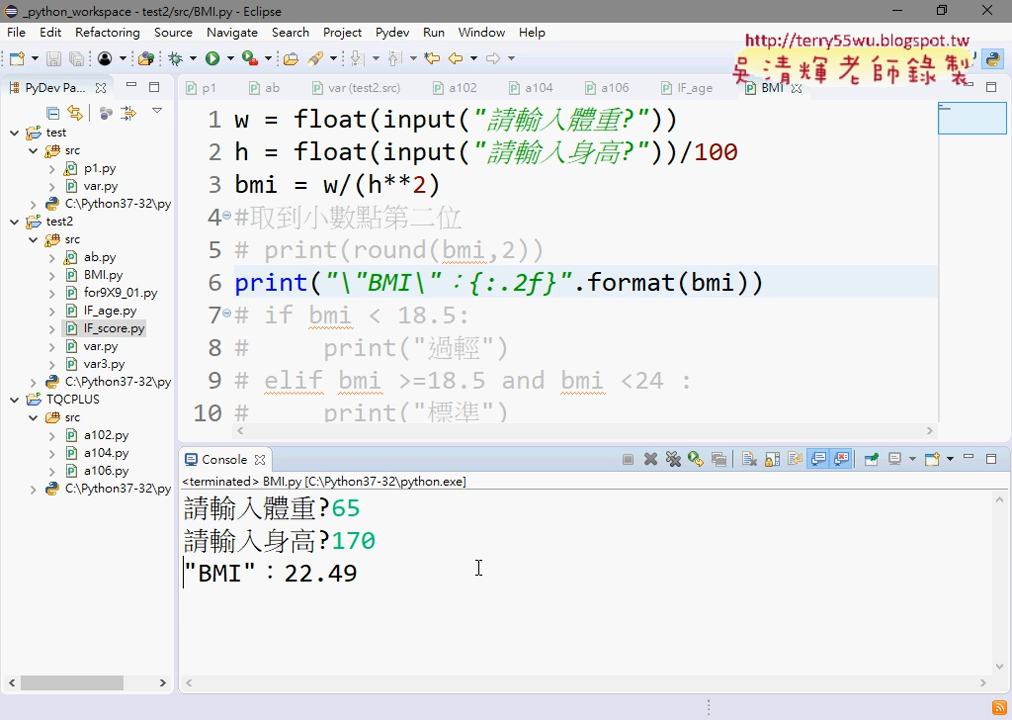 _python_workspace - test2/src/BMI.py - Eclipse
File Edit Refactoring Source Navigate Search Project Pydev Run Window Help
http://terry55wu.blogspot.tw
吳清輝老師錄製
PyDev Pa...
p1 ab var (test2.src) a102 a104 a106 IF_age BMI
test
src
p1.py
var.py
C:\Python37-32\py
test2
src
ab.py
BMI.py
for9X9_01.py
IF_age.py
IF_score.py
var.py
var3.py
C:\Python37-32\py
TQCPLUS
src
a102.py
a104.py
a106.py
C:\Python37-32\py
1 w = float(input("請輸入體重?"))
2 h = float(input("請輸入身高?"))/100
3 bmi = w/(h**2)
4 #取到小數點第二位
5 # print(round(bmi,2))
6 print("\"BMI\"：{:.2f}".format(bmi))
7 # if bmi < 18.5:
8 #     print("過輕")
9 # elif bmi >=18.5 and bmi <24 :
10 #     print("標準")
Console
<terminated> BMI.py [C:\Python37-32\python.exe]
請輸入體重?65
請輸入身高?170
"BMI"：22.49